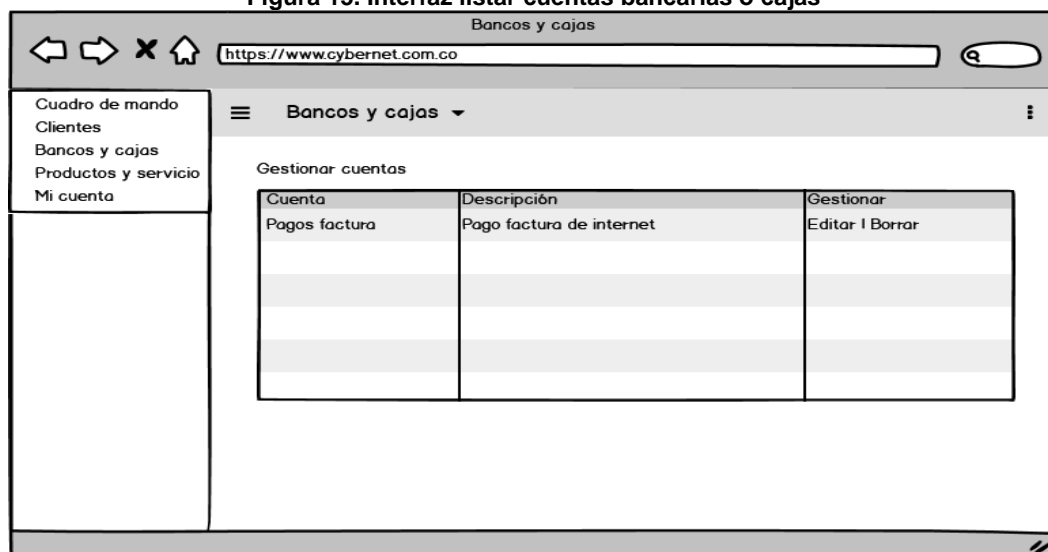 Figura 15. Interfaz listar cuentas bancarias o cajas
Bancos y cajas
https://www.cybernet.com.co
Cuadro de mando
Clientes
Bancos y cajas
Productos y servicio
Mi cuenta
Bancos y cajas
Gestionar cuentas
Cuenta Descripción Gestionar
Pagos factura Pago factura de internet Editar | Borrar